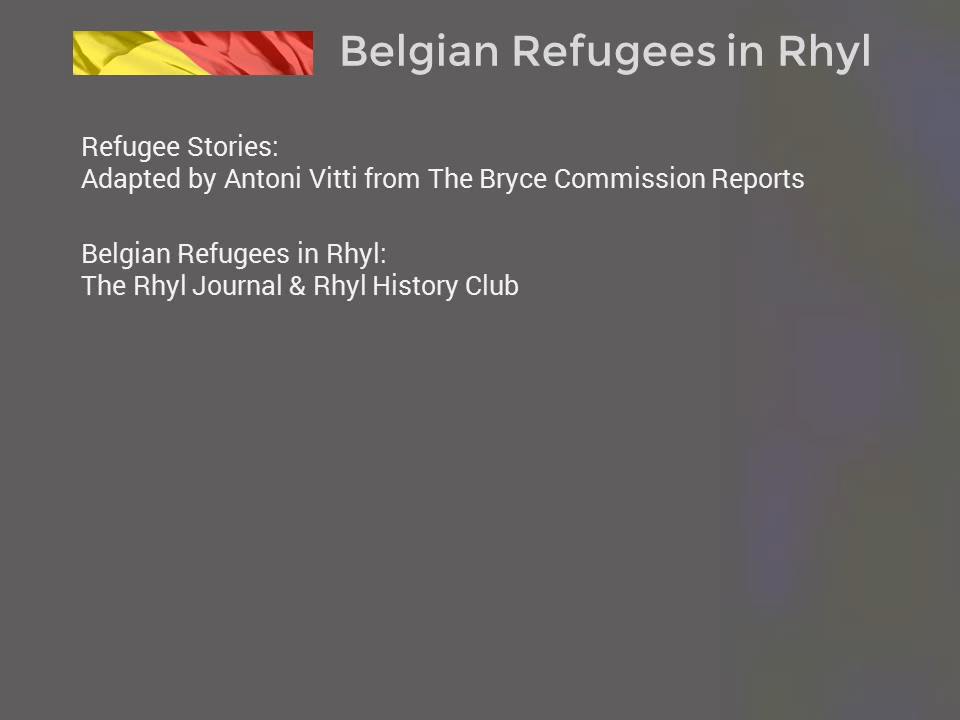 Belgian Refugees in Rhyl
Refugee Stories:
Adapted by Antoni Vitti from The Bryce Commission Reports
Belgian Refugees in Rhyl:
The Rhyl Journal & Rhyl History Club